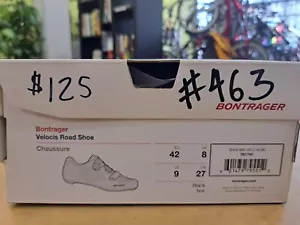 $125
#463
BONTRAGER
Bontrager
Velocis Road Shoe
Chaussure
42
8
9
27